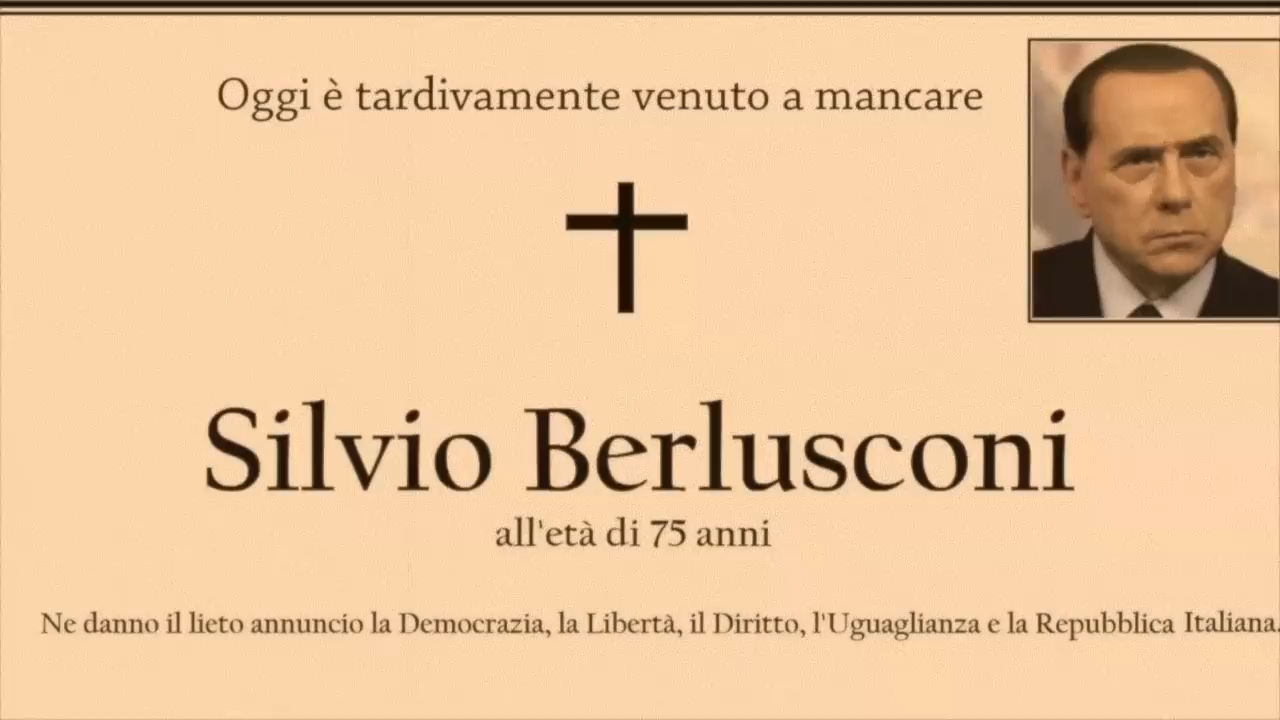 Oggi è tardivamente venuto a mancare
Silvio Berlusconi
all'età di 75 anni
Ne danno il lieto annuncio la Democrazia, la Libertà, il Diritto, l'Uguaglianza e la Repubblica Italiana.